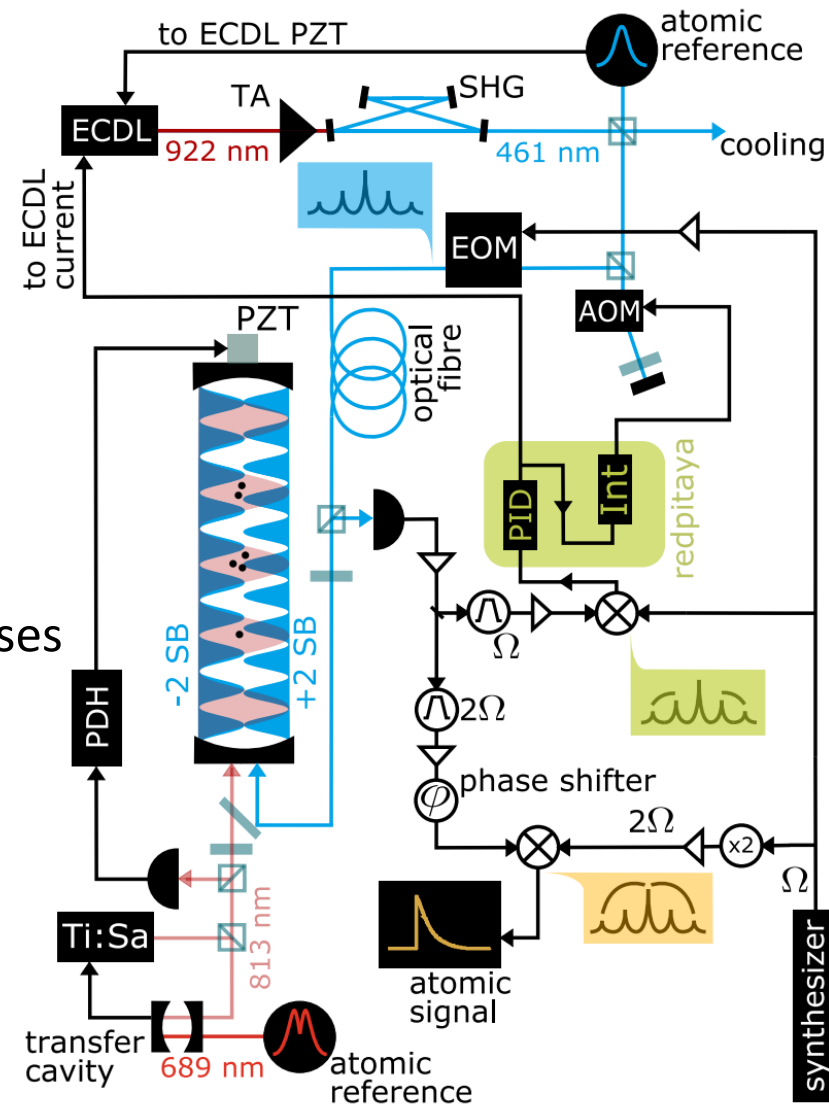 to ECDL PZT
atomic
reference
TA
SHG
ECDL
922 nm
461 nm
cooling
to ECDL
current
EOM
AOM
PZT
optical
fibre
PID
Int
redpitaya
ses
-2 SB
+2 SB
Ω
PDH
2Ω
phase shifter
φ
2Ω
x2
Ω
813 nm
Ti:Sa
atomic
signal
synthesizer
transfer
cavity
689 nm
atomic
reference